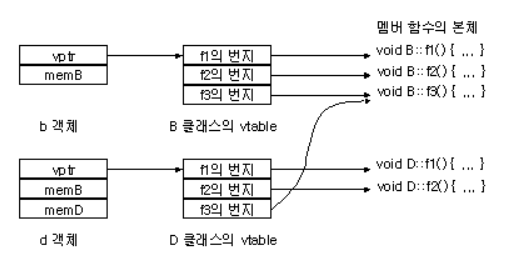 멤버 함수의 본체
vptr
memB
f1의 번지
f2의 번지
f3의 번지
void B::f1() { ... }
void B::f2() { ... }
void B::f3() { ... }
b 객체
B 클래스의 vtable
vptr
memB
memD
f1의 번지
f2의 번지
f3의 번지
void D::f1() { ... }
void D::f2() { ... }
d 객체
D 클래스의 vtable